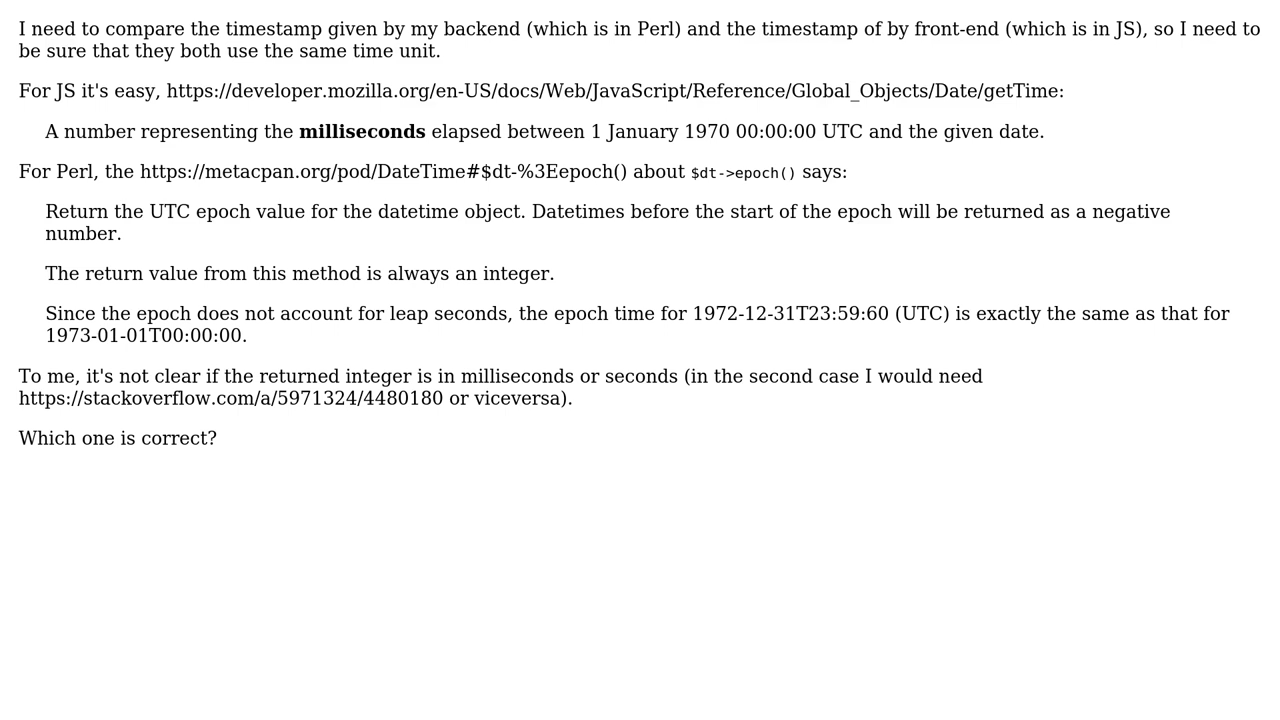 I need to compare the timestamp given by my backend (which is in Perl) and the timestamp of by front-end (which is in JS), so I need to
be sure that they both use the same time unit.
For JS it's easy, https://developer.mozilla.org/en-US/docs/Web/JavaScript/Reference/Global_Objects/Date/getTime:
A number representing the milliseconds elapsed between 1 January 1970 00:00:00 UTC and the given date.
For Perl, the https://metacpan.org/pod/DateTime#$dt-%3Eepoch() about $dt->epoch() says:
Return the UTC epoch value for the datetime object. Datetimes before the start of the epoch will be returned as a negative
number.
The return value from this method is always an integer.
Since the epoch does not account for leap seconds, the epoch time for 1972-12-31T23:59:60 (UTC) is exactly the same as that for
1973-01-01T00:00:00.
To me, it's not clear if the returned integer is in milliseconds or seconds (in the second case I would need
https://stackoverflow.com/a/5971324/4480180 or viceversa).
Which one is correct?